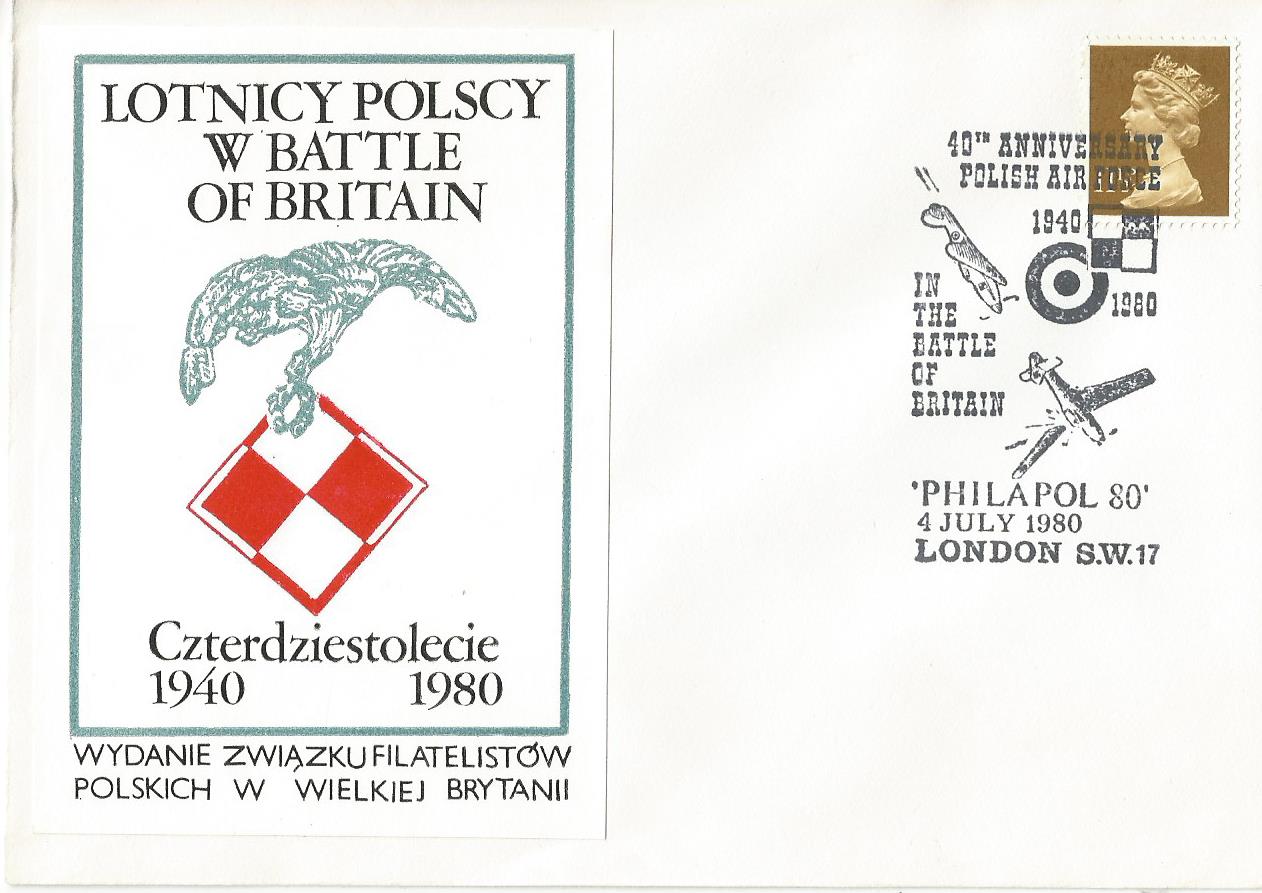 LOTNICY POLSCY
W BATTLE
OF BRITAIN
Czterdziestolecie
1940 1980
WYDANIE ZWIĄZKU FILATELISTÓW
POLSKICH W WIELKIEJ BRYTANII
40TH ANNIVERSARY
POLISH AIR FORCE
1940
1980
IN
THE
BATTLE
OF
BRITAIN
'PHILAPOL 80'
4 JULY 1980
LONDON S.W.17